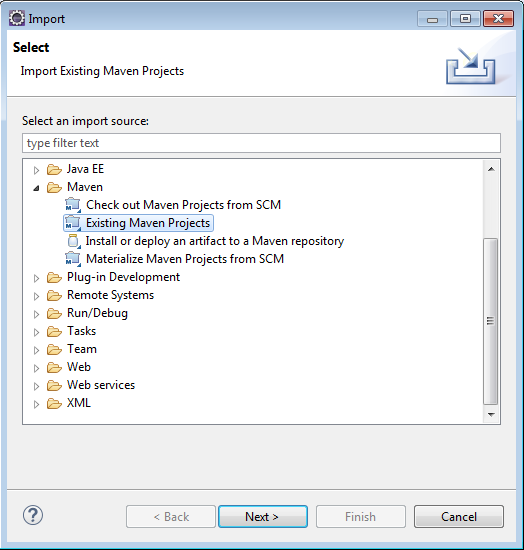 Import
Select
Import Existing Maven Projects
Select an import source:
type filter text
Java EE
Maven
Check out Maven Projects from SCM
Existing Maven Projects
Install or deploy an artifact to a Maven repository
Materialize Maven Projects from SCM
Plug-in Development
Remote Systems
Run/Debug
Tasks
Team
Web
Web services
XML
? < Back Next > Finish Cancel